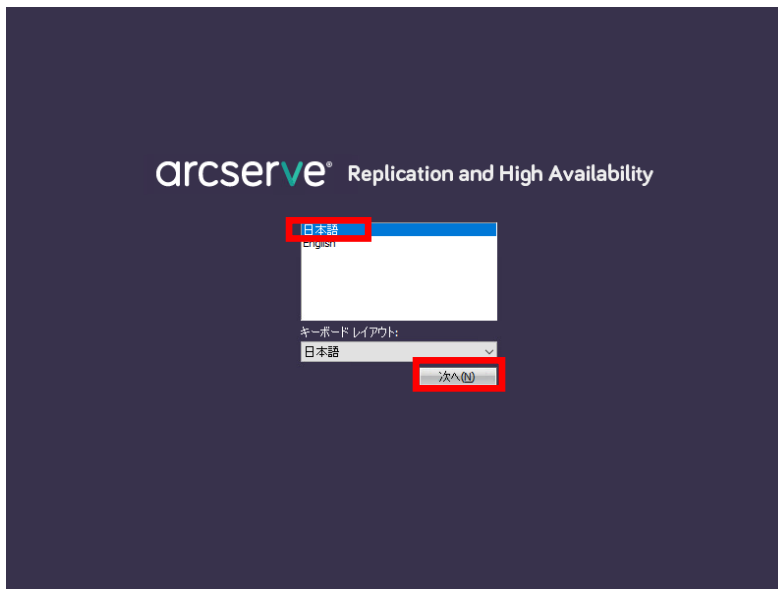 arcserve® Replication and High Availability
日本語
English
キーボード レイアウト:
日本語
次へ(N)